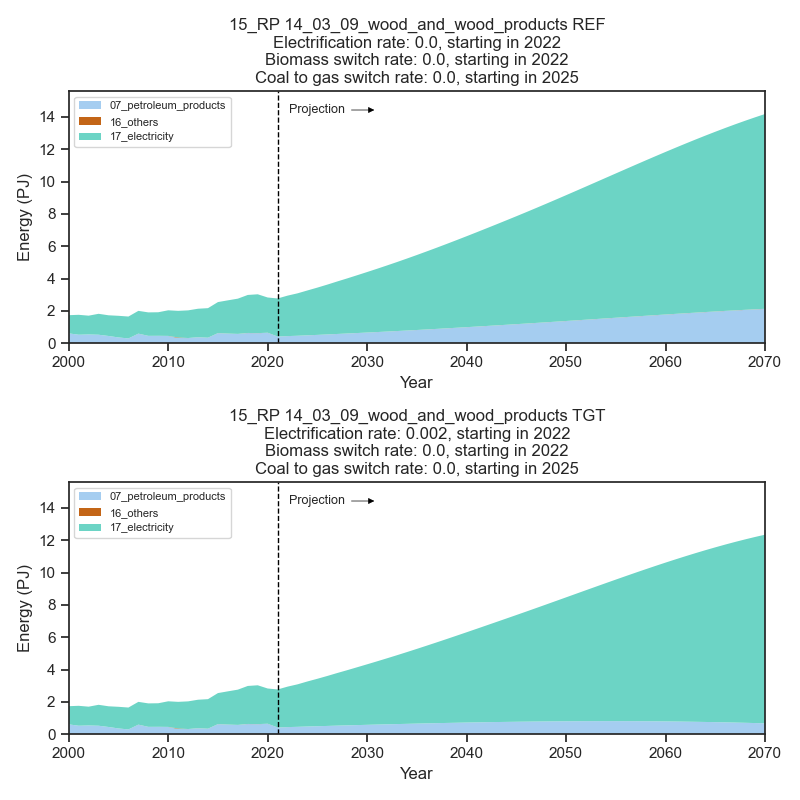 15_RP 14_03_09_wood_and_wood_products REF
Electrification rate: 0.0, starting in 2022
Biomass switch rate: 0.0, starting in 2022
Coal to gas switch rate: 0.0, starting in 2025
07_petroleum_products
16_others
17_electricity
Projection
Energy (PJ)
14
12
10
8
6
4
2
0
2000 2010 2020 2030 2040 2050 2060 2070
Year
15_RP 14_03_09_wood_and_wood_products TGT
Electrification rate: 0.002, starting in 2022
Biomass switch rate: 0.0, starting in 2022
Coal to gas switch rate: 0.0, starting in 2025
07_petroleum_products
16_others
17_electricity
Projection
Energy (PJ)
14
12
10
8
6
4
2
0
2000 2010 2020 2030 2040 2050 2060 2070
Year